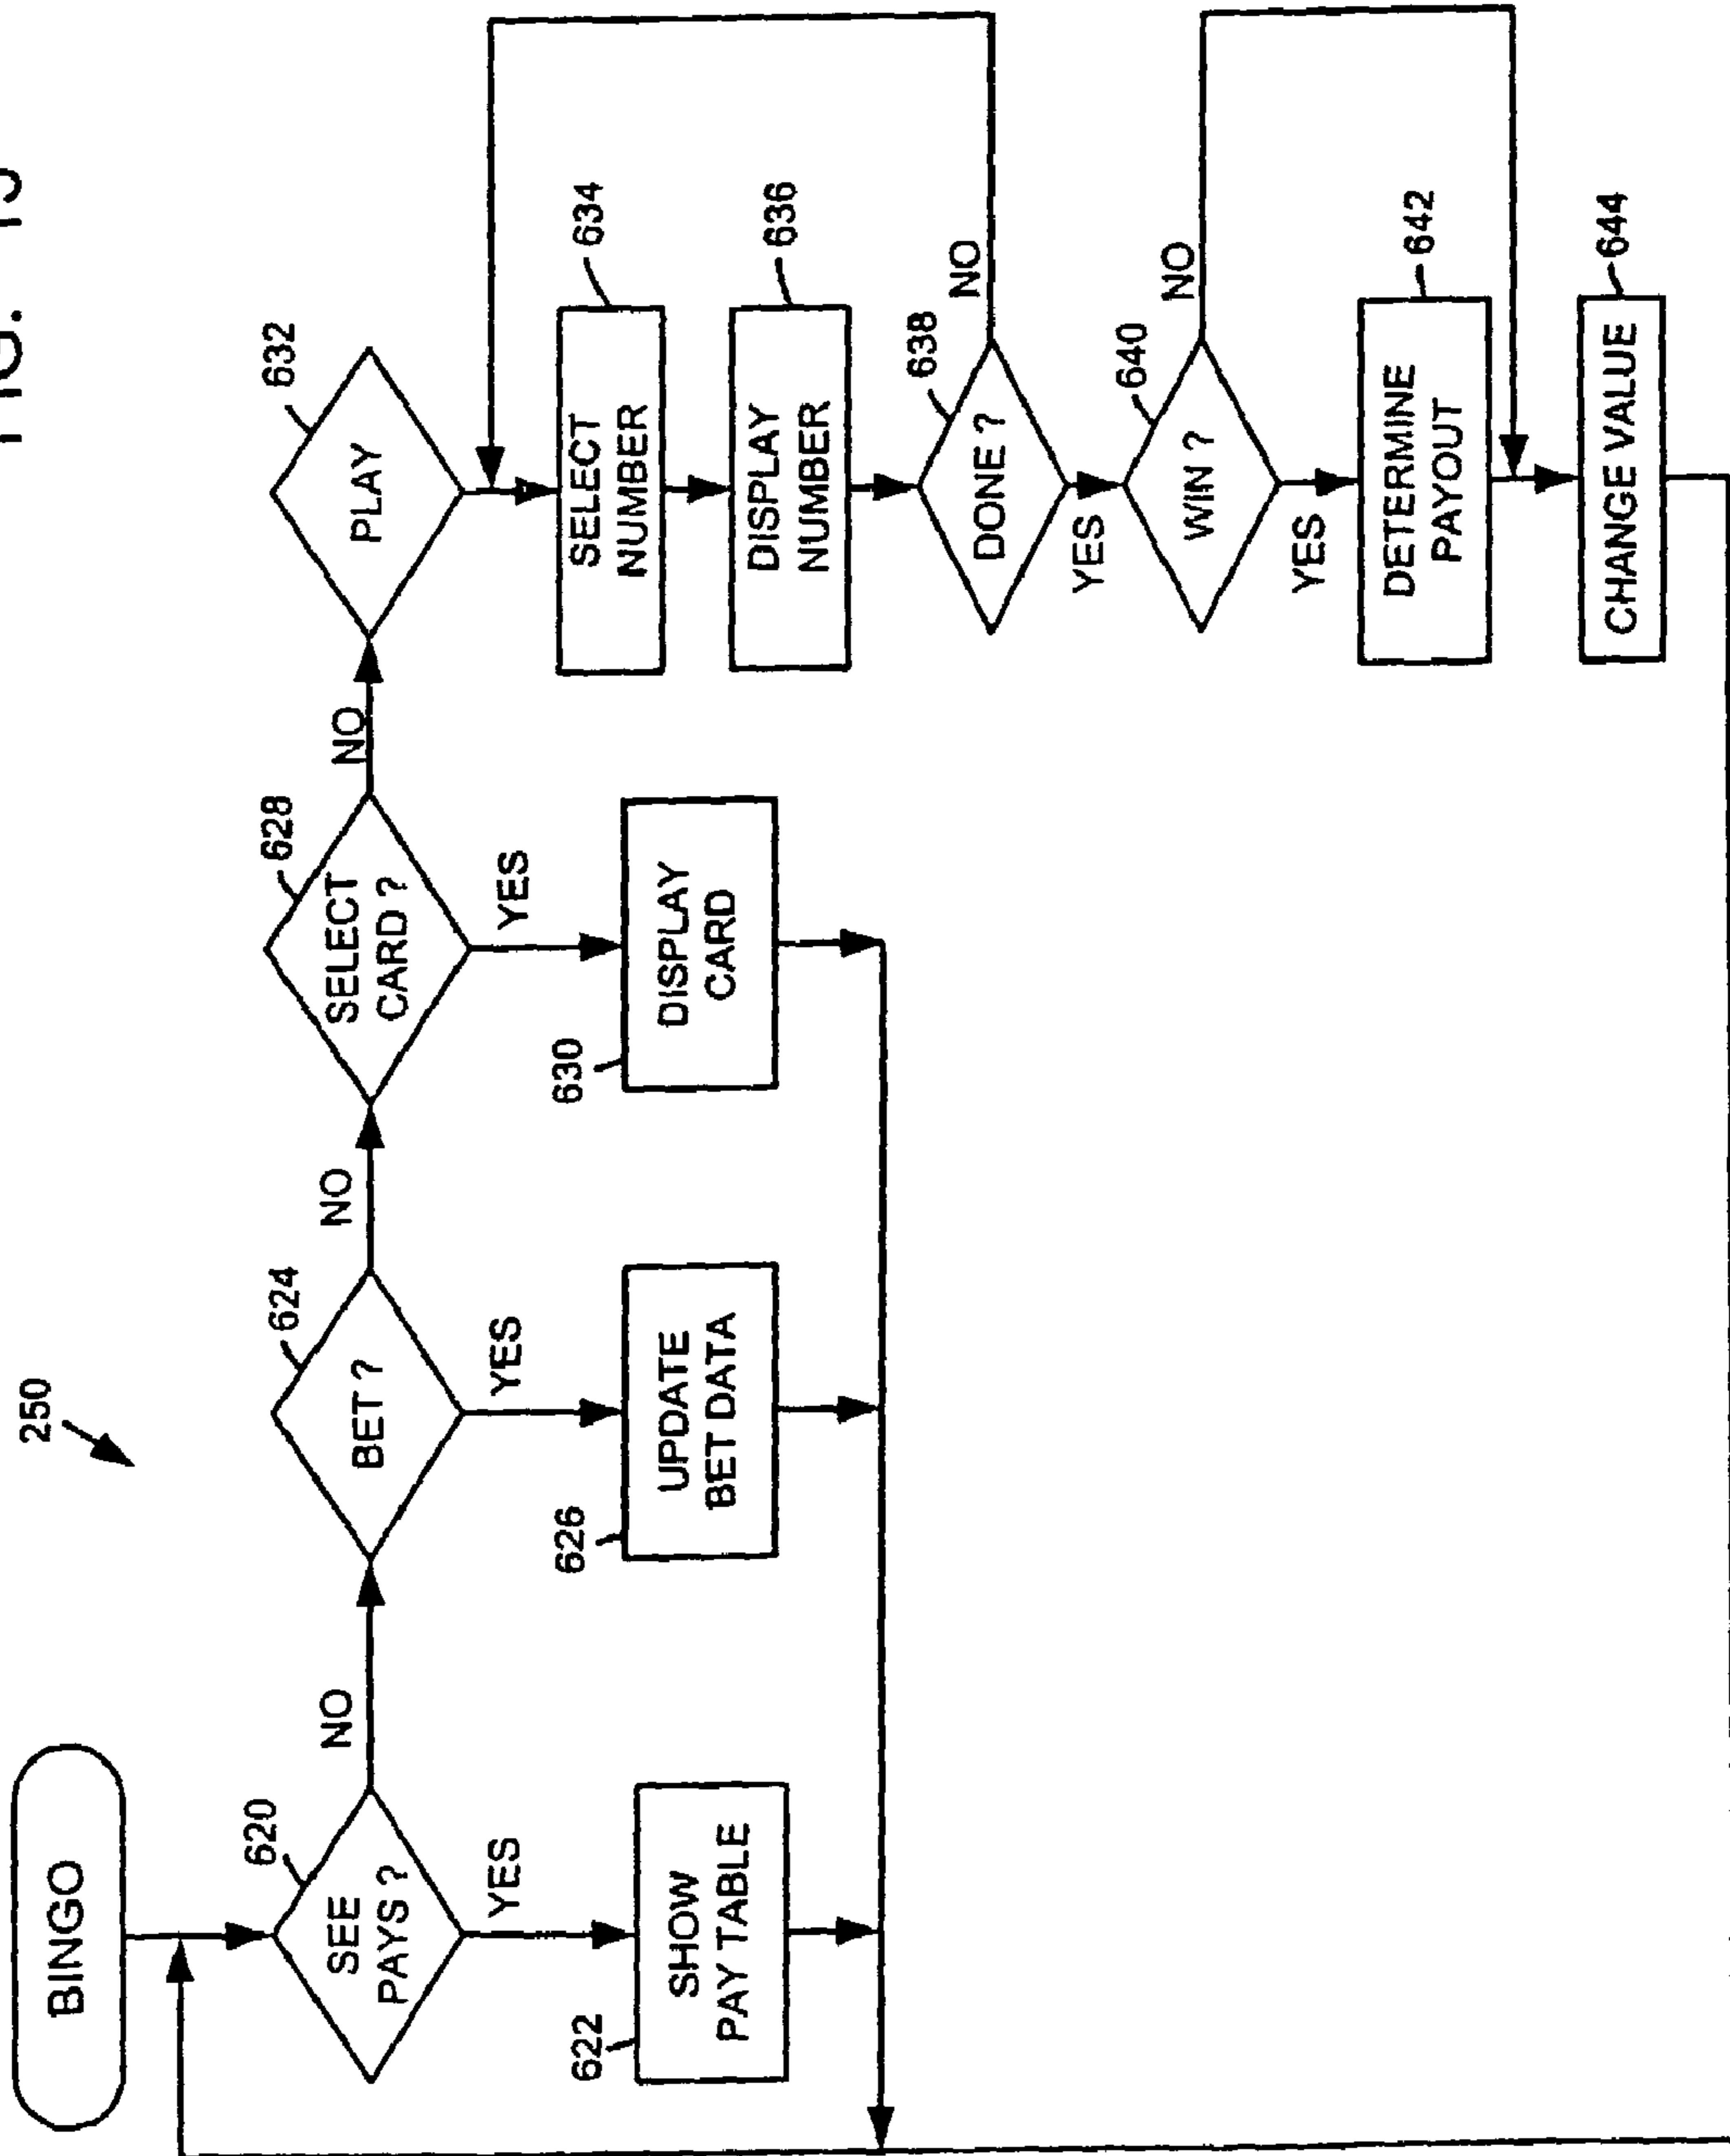 250
BINGO
620
SEE
PAYS ?
NO
YES
622
SHOW
PAY TABLE
624
BET ?
NO
YES
626
UPDATE
BET DATA
628
SELECT
CARD ?
NO
YES
630
DISPLAY
CARD
632
PLAY
634
SELECT
NUMBER
636
DISPLAY
NUMBER
638
DONE ?
NO
YES
640
WIN ?
NO
YES
642
DETERMINE
PAYOUT
644
CHANGE VALUE